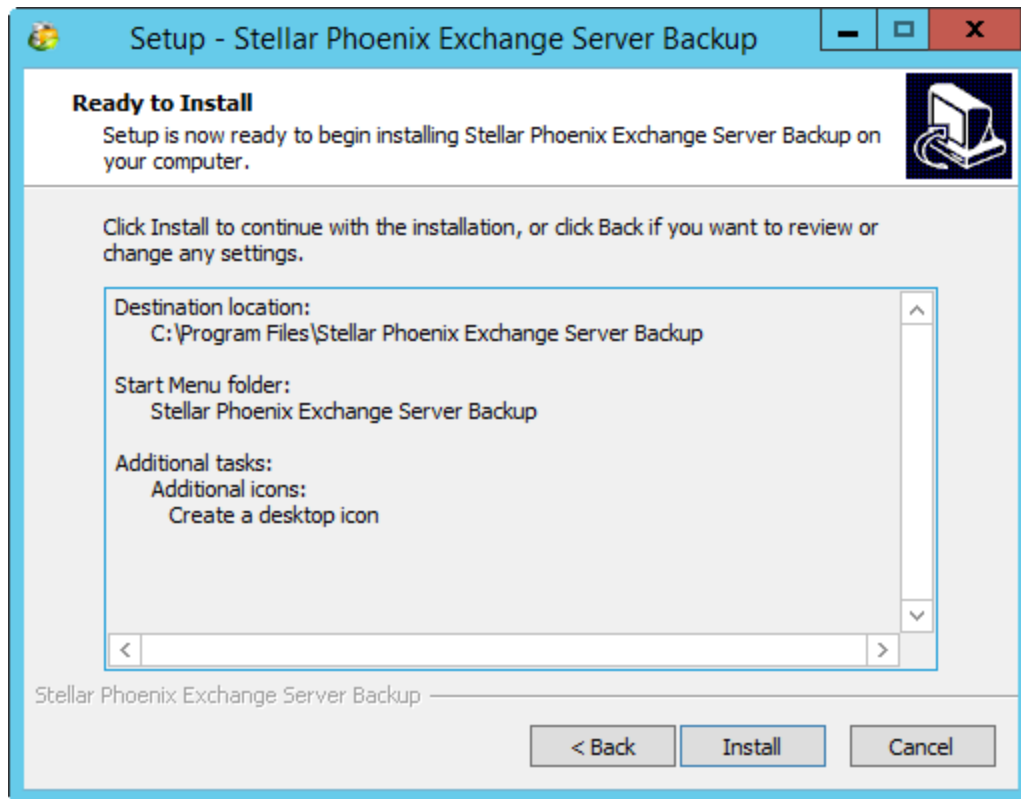 Setup - Stellar Phoenix Exchange Server Backup
Ready to Install
Setup is now ready to begin installing Stellar Phoenix Exchange Server Backup on
your computer.
Click Install to continue with the installation, or click Back if you want to review or
change any settings.
Destination location:
C:\Program Files\Stellar Phoenix Exchange Server Backup
Start Menu folder:
Stellar Phoenix Exchange Server Backup
Additional tasks:
Additional icons:
Create a desktop icon
Stellar Phoenix Exchange Server Backup
< Back Install Cancel